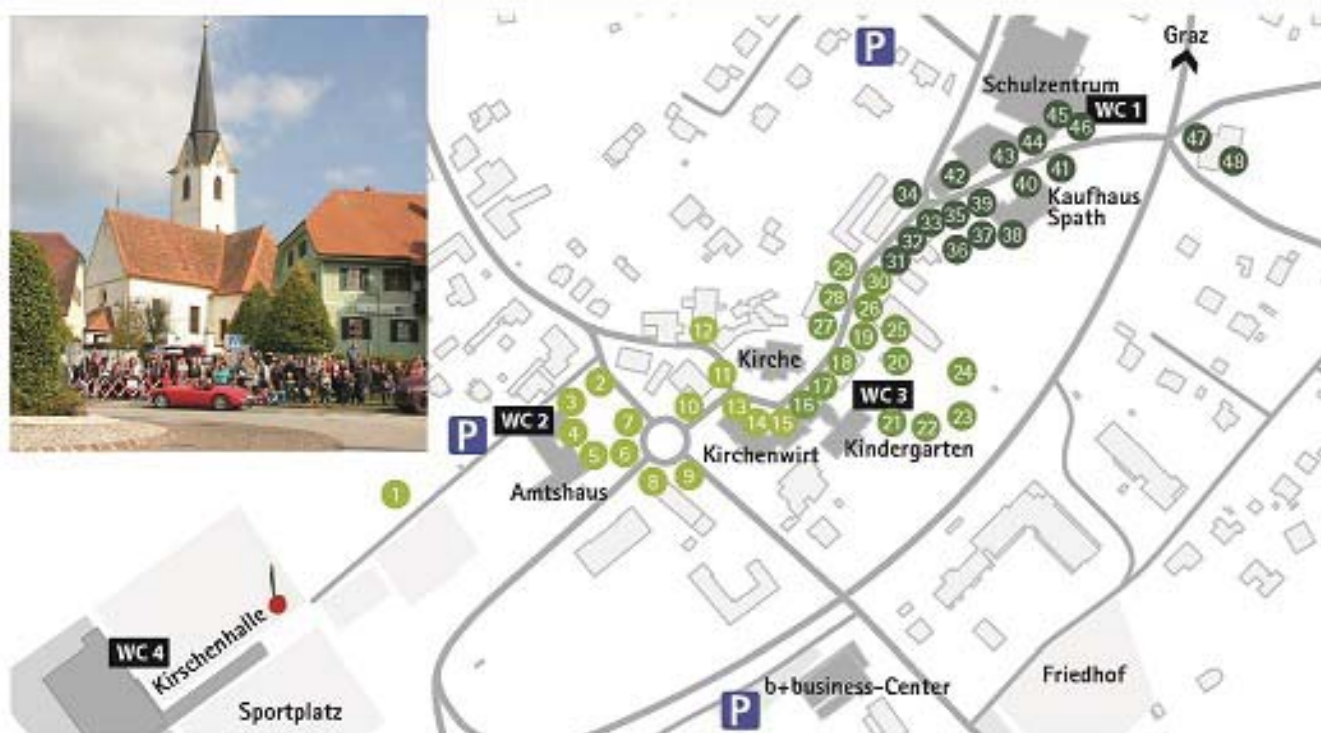 P
Graz
Schulzentrum
WC 1
45
46
44
43
47
48
42
41
40
34
Kaufhaus
Spath
39
35
33
32
38
37
36
31
29
30
28
26
27
25
19
12
Kirche
18
20
24
11
17
2
WC 3
3
10
13
16
WC 2
7
14
15
21
22
23
P
4
Kirchenwirt
Kindergarten
5
6
8
9
Amtshaus
1
Kirschenhalle
WC 4
Sportplatz
b+business-Center
P
Friedhof